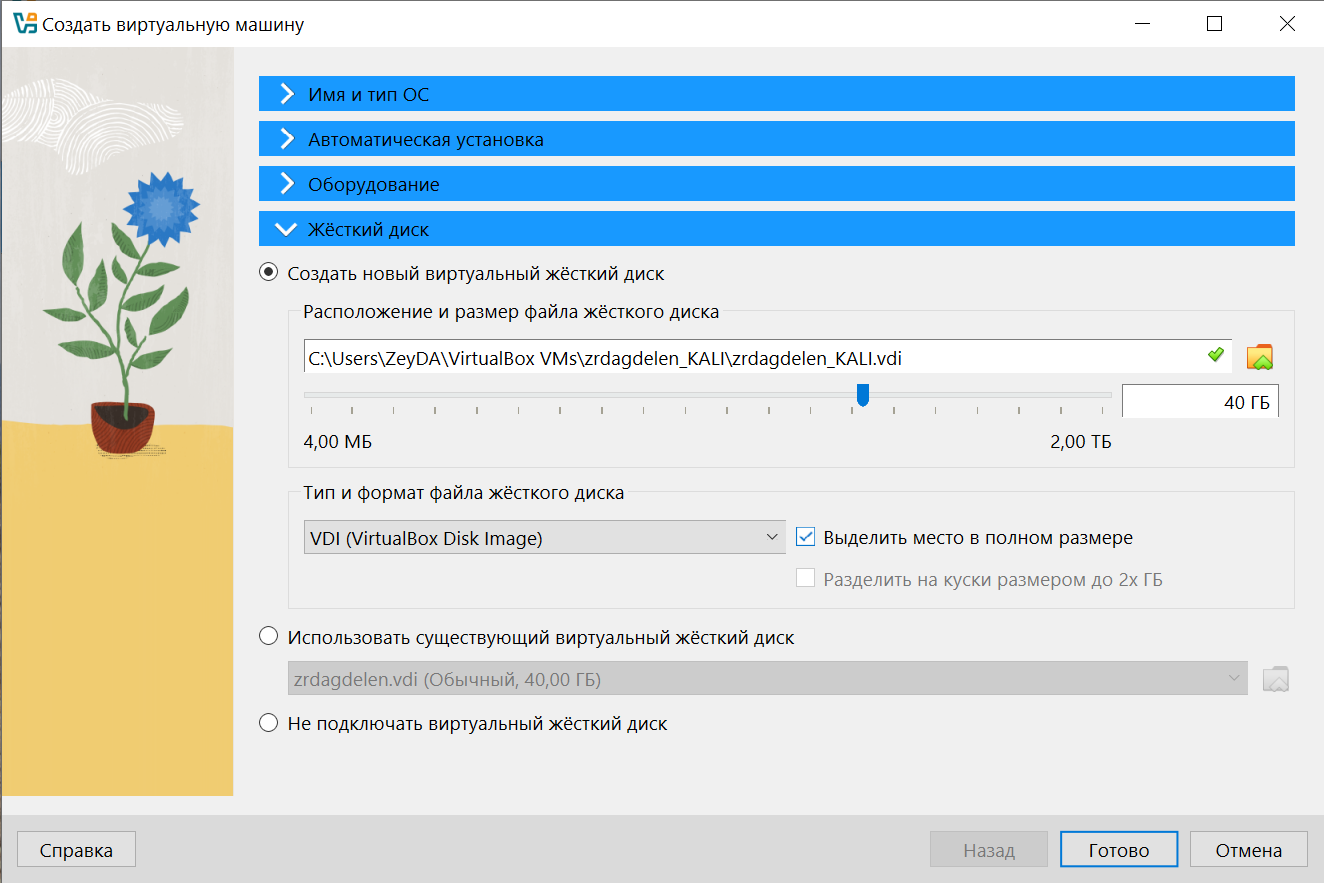 Создать виртуальную машину
Имя и тип ОС
Автоматическая установка
Оборудование
Жёсткий диск
Создать новый виртуальный жёсткий диск
Расположение и размер файла жёсткого диска
C:\Users\ZeyDA\VirtualBox VMs\zrdagdelen_KALI\zrdagdelen_KALI.vdi
40 ГБ
4,00 МБ 2,00 ТБ
Тип и формат файла жёсткого диска
VDI (VirtualBox Disk Image) Выделить место в полном размере
Разделить на куски размером до 2х ГБ
Использовать существующий виртуальный жёсткий диск
zrdagdelen.vdi (Обычный, 40,00 ГБ)
Не подключать виртуальный жёсткий диск
Справка Назад Готово Отмена